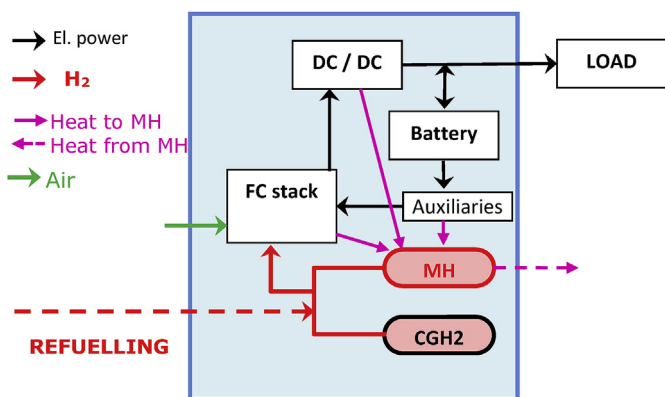 El. power
H₂
Heat to MH
Heat from MH
Air
DC / DC
LOAD
Battery
FC stack
Auxiliaries
MH
CGH2
REFUELLING